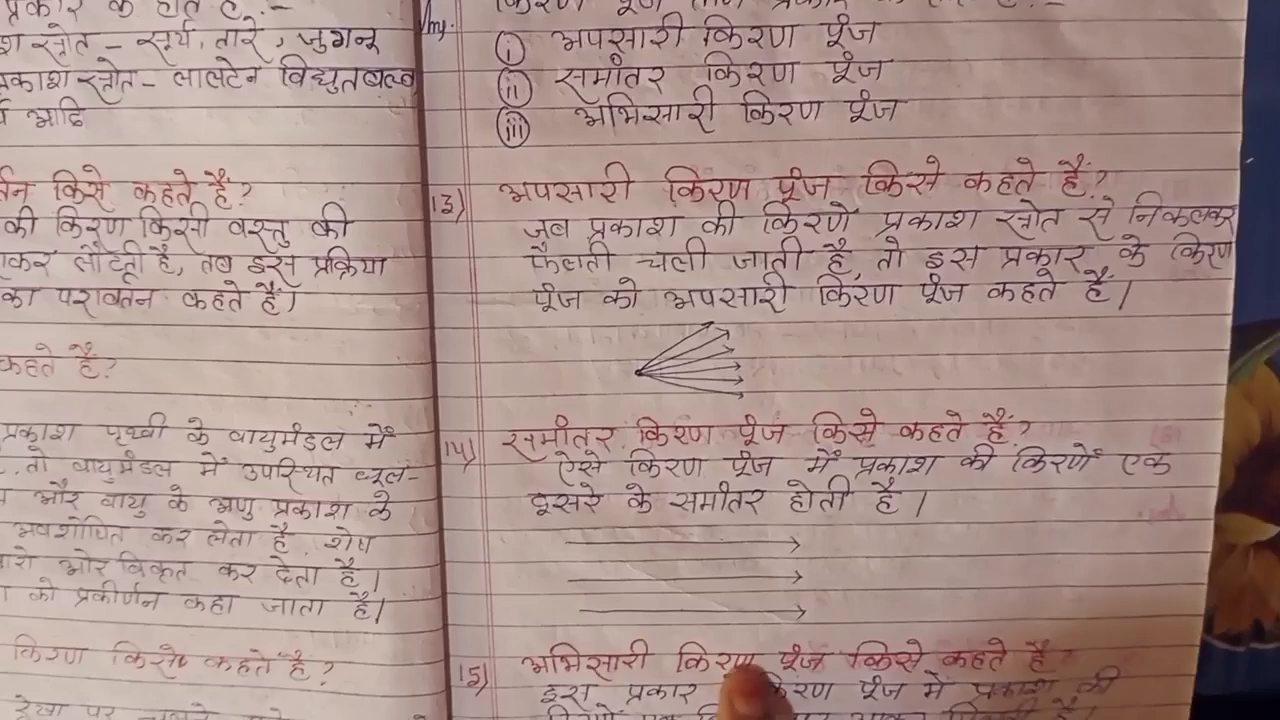 प्रकार के होते हैं :-
स्त्रोत - सूर्य, तारे, जुगनू
प्रकाश स्त्रोत - लालटेन विद्युतबल्ब
आदि
किसे कहते हैं?
की किरण किसी वस्तु की
लौटती है, तब इस प्रक्रिया
का परावर्तन कहते हैं।
कहते हैं?
प्रकाश पृथ्वी के वायुमंडल में
तो वायुमंडल में उपस्थित धूल-
और वायु के अणु प्रकाश के
अवशोषित कर लेता है, शेष
ओर विकृत कर देता है।
को प्रकीर्णन कहा जाता है।
किरण किसे कहते हैं?
रेखा पर
किरण पूंज प्रकार
Ans.
(i) अपसारी किरण पूंज
(ii) समांतर किरण पूंज
(iii) अभिसारी किरण पूंज
13) अपसारी किरण पूंज किसे कहते हैं?
जब प्रकाश की किरणे प्रकाश स्त्रोत से निकलकर
फैलती चली जाती है, तो इस प्रकार के किरण
पूंज को अपसारी किरण पूंज कहते हैं।
14) समांतर किरण पूंज किसे कहते हैं?
ऐसे किरण पूंज में प्रकाश की किरणें एक
दूसरे के समांतर होती है।
15) अभिसारी किरण पूंज किसे कहते हैं?
इस प्रकार किरण पूंज में प्रकाश की